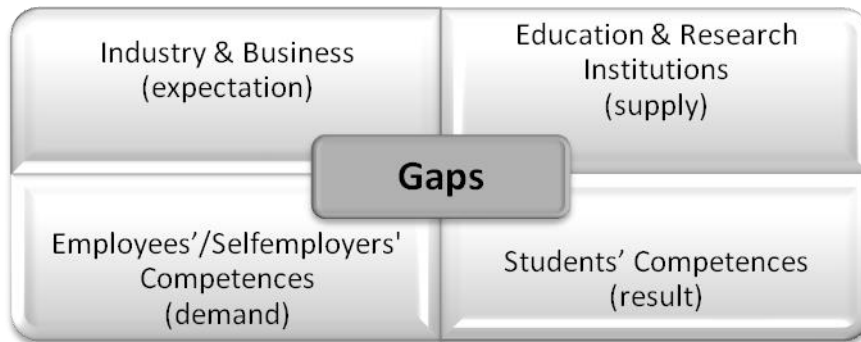 Industry & Business
(expectation)
Education & Research
Institutions
(supply)
Gaps
Employees’/Selfemployers'
Competences
(demand)
Students’ Competences
(result)